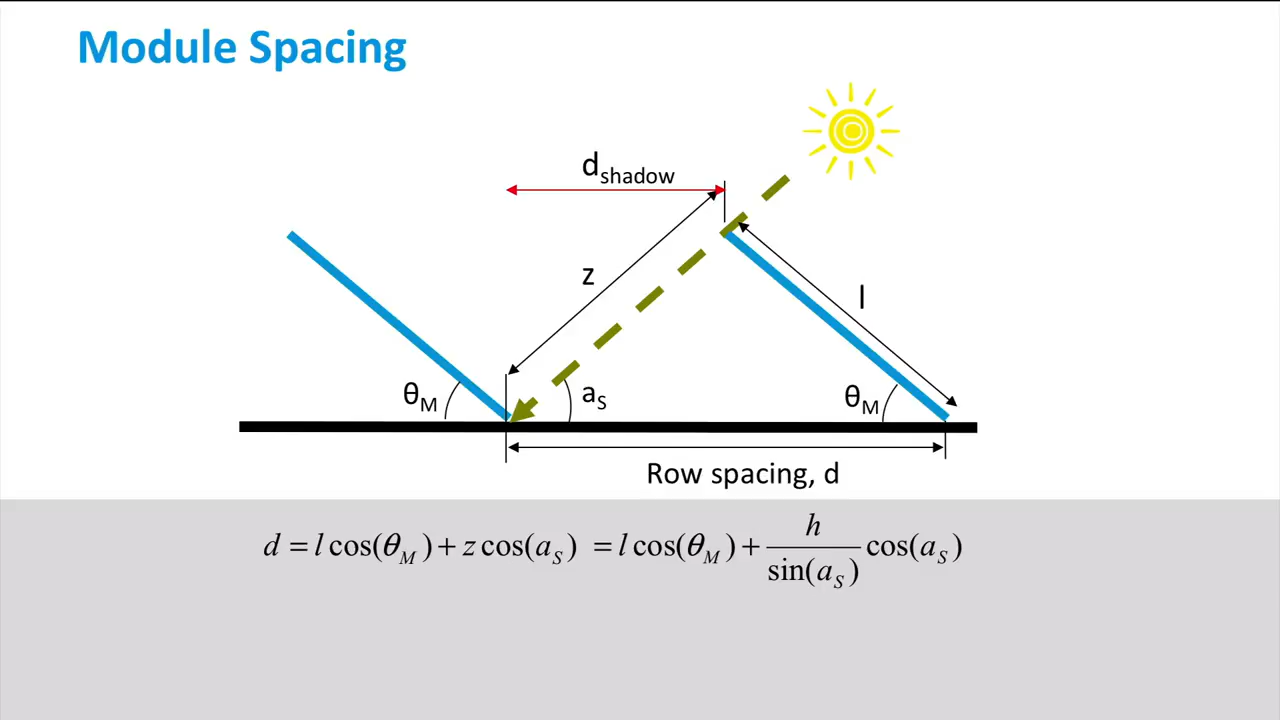 Module Spacing
d_shadow
z
l
θ_M
a_S
θ_M
Row spacing, d
d = l cos(θ_M) + z cos(a_S) = l cos(θ_M) + h / sin(a_S) cos(a_S)